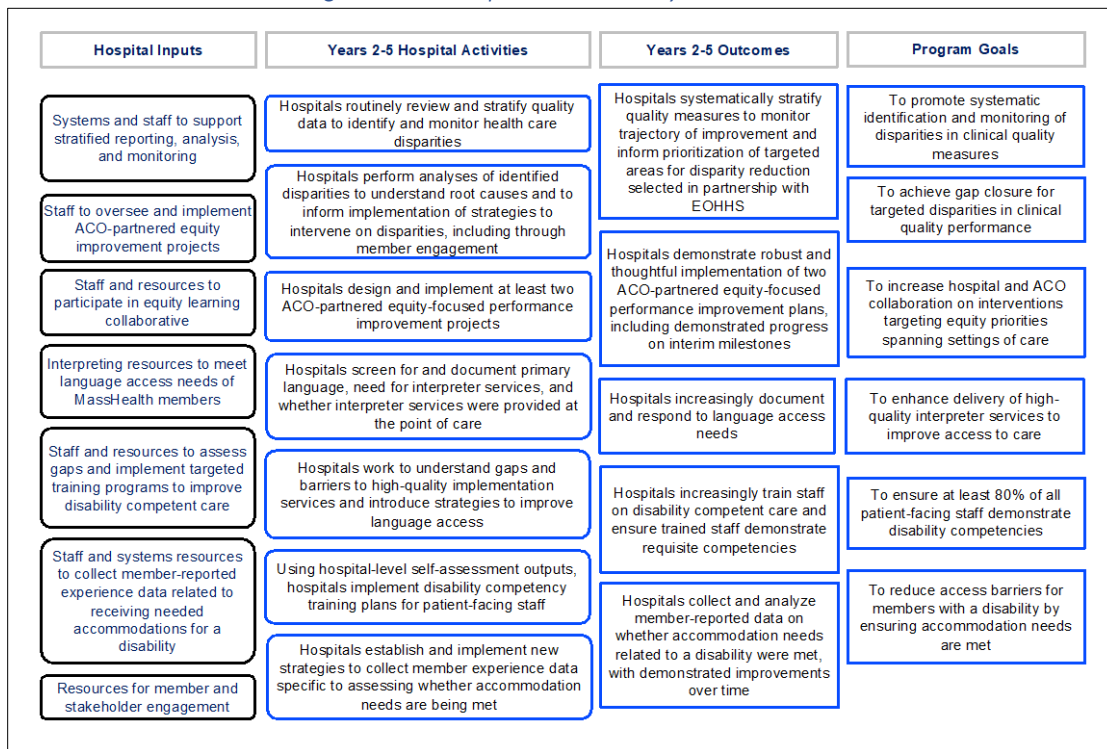 Hospital Inputs
Years 2-5 Hospital Activities
Years 2-5 Outcomes
Program Goals
Systems and staff to support
stratified reporting, analysis,
and monitoring
Staff to oversee and implement
ACO-partnered equity
improvement projects
Staff and resources to
participate in equity learning
collaborative
Interpreting resources to meet
language access needs of
MassHealth members
Staff and resources to assess
gaps and implement targeted
training programs to improve
disability competent care
Staff and systems resources
to collect member-reported
experience data related to
receiving needed
accommodations for a
disability
Resources for member and
stakeholder engagement
Hospitals routinely review and stratify quality
data to identify and monitor health care
disparities
Hospitals perform analyses of identified
disparities to understand root causes and to
inform implementation of strategies to
intervene on disparities, including through
member engagement
Hospitals design and implement at least two
ACO-partnered equity-focused performance
improvement projects
Hospitals screen for and document primary
language, need for interpreter services, and
whether interpreter services were provided at
the point of care
Hospitals work to understand gaps and
barriers to high-quality implementation
services and introduce strategies to improve
language access
Using hospital-level self-assessment outputs,
hospitals implement disability competency
training plans for patient-facing staff
Hospitals establish and implement new
strategies to collect member experience data
specific to assessing whether accommodation
needs are being met
Hospitals systematically stratify
quality measures to monitor
trajectory of improvement and
inform prioritization of targeted
areas for disparity reduction
selected in partnership with
EOHHS
Hospitals demonstrate robust and
thoughtful implementation of two
ACO-partnered equity-focused
performance improvement plans,
including demonstrated progress
on interim milestones
Hospitals increasingly document
and respond to language access
needs
Hospitals increasingly train staff
on disability competent care and
ensure trained staff demonstrate
requisite competencies
Hospitals collect and analyze
member-reported data on
whether accommodation needs
related to a disability were met,
with demonstrated improvements
over time
To promote systematic
identification and monitoring of
disparities in clinical quality
measures
To achieve gap closure for
targeted disparities in clinical
quality performance
To increase hospital and ACO
collaboration on interventions
targeting equity priorities
spanning settings of care
To enhance delivery of high-
quality interpreter services to
improve access to care
To ensure at least 80% of all
patient-facing staff demonstrate
disability competencies
To reduce access barriers for
members with a disability by
ensuring accommodation needs
are met